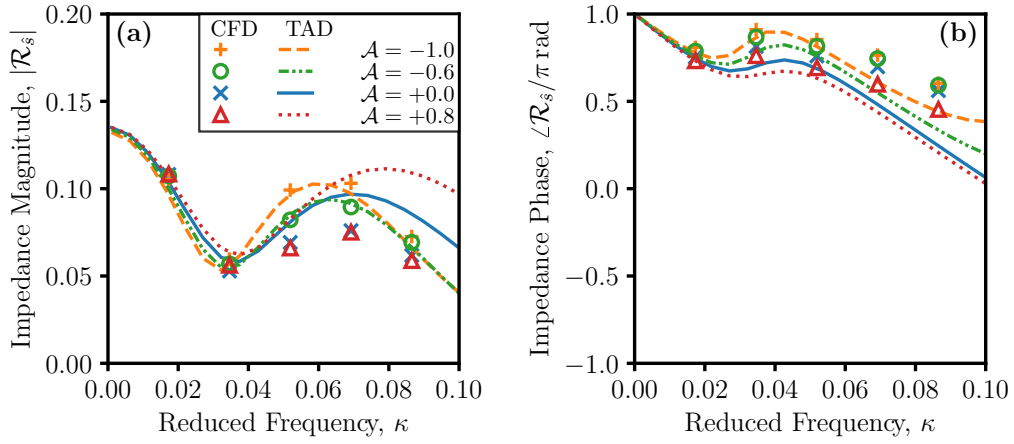 (a)
CFD TAD
𝒜 = −1.0
𝒜 = −0.6
𝒜 = +0.0
𝒜 = +0.8
Impedance Magnitude, |ℛ_ŝ|
0.20
0.15
0.10
0.05
0.00
0.00 0.02 0.04 0.06 0.08 0.10
Reduced Frequency, κ
(b)
Impedance Phase, ∠ℛ_ŝ/π rad
1.0
0.5
0.0
−0.5
−1.0
0.00 0.02 0.04 0.06 0.08 0.10
Reduced Frequency, κ